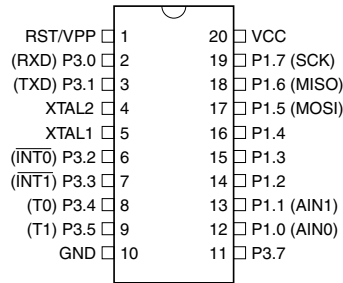 RST/VPP 1 20 VCC
(RXD) P3.0 2 19 P1.7 (SCK)
(TXD) P3.1 3 18 P1.6 (MISO)
XTAL2 4 17 P1.5 (MOSI)
XTAL1 5 16 P1.4
(INT0) P3.2 6 15 P1.3
(INT1) P3.3 7 14 P1.2
(T0) P3.4 8 13 P1.1 (AIN1)
(T1) P3.5 9 12 P1.0 (AIN0)
GND 10 11 P3.7